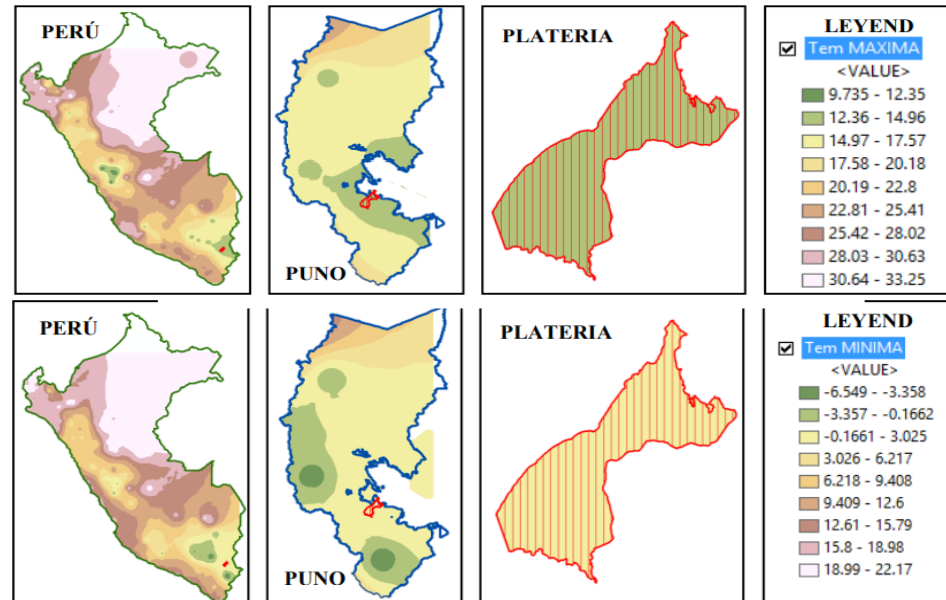 PERÚ
PUNO
PLATERIA
LEYEND
Tem MAXIMA
<VALUE>
9.735 - 12.35
12.36 - 14.96
14.97 - 17.57
17.58 - 20.18
20.19 - 22.8
22.81 - 25.41
25.42 - 28.02
28.03 - 30.63
30.64 - 33.25
PERÚ
PUNO
PLATERIA
LEYEND
Tem MINIMA
<VALUE>
-6.549 - -3.358
-3.357 - -0.1662
-0.1661 - 3.025
3.026 - 6.217
6.218 - 9.408
9.409 - 12.6
12.61 - 15.79
15.8 - 18.98
18.99 - 22.17